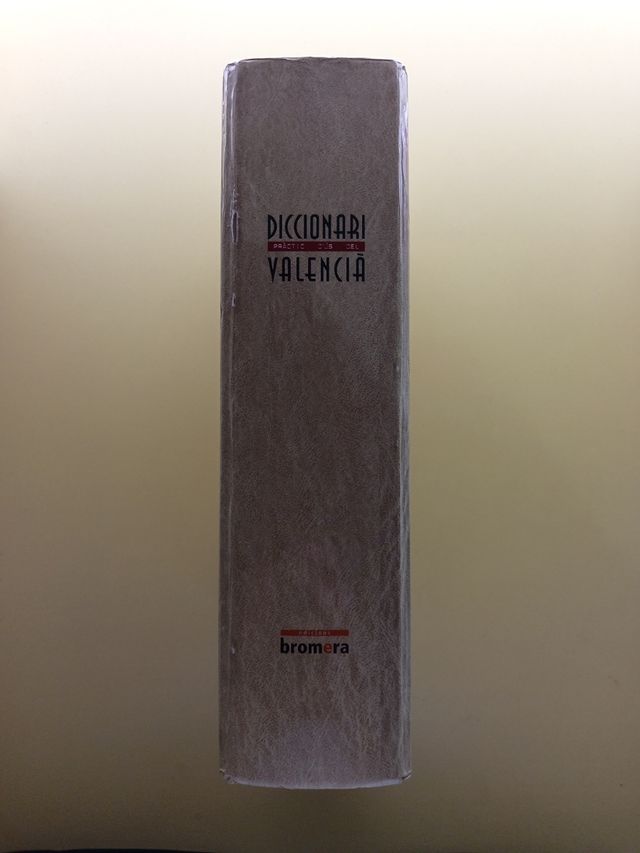 DICCIONARI
PRÀCTIC D'ÚS DEL
VALENCIÀ
edicions
bromera